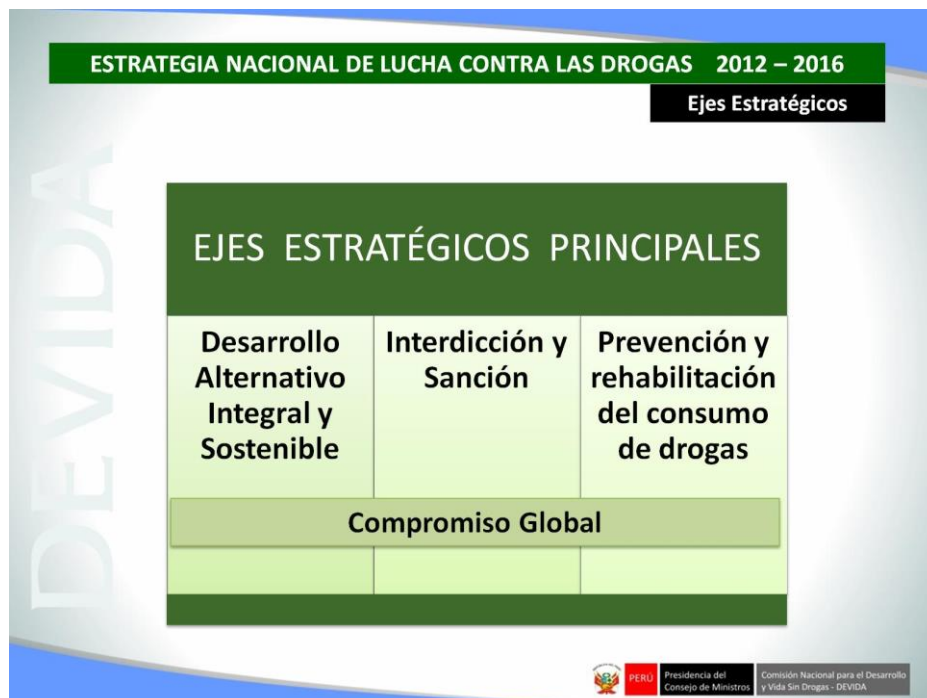 ESTRATEGIA NACIONAL DE LUCHA CONTRA LAS DROGAS 2012 – 2016
Ejes Estratégicos
DEVIDA
EJES ESTRATÉGICOS PRINCIPALES
Desarrollo
Alternativo
Integral y
Sostenible
Interdicción y
Sanción
Prevención y
rehabilitación
del consumo
de drogas
Compromiso Global
PERÚ
Presidencia del
Consejo de Ministros
Comisión Nacional para el Desarrollo
y Vida Sin Drogas - DEVIDA